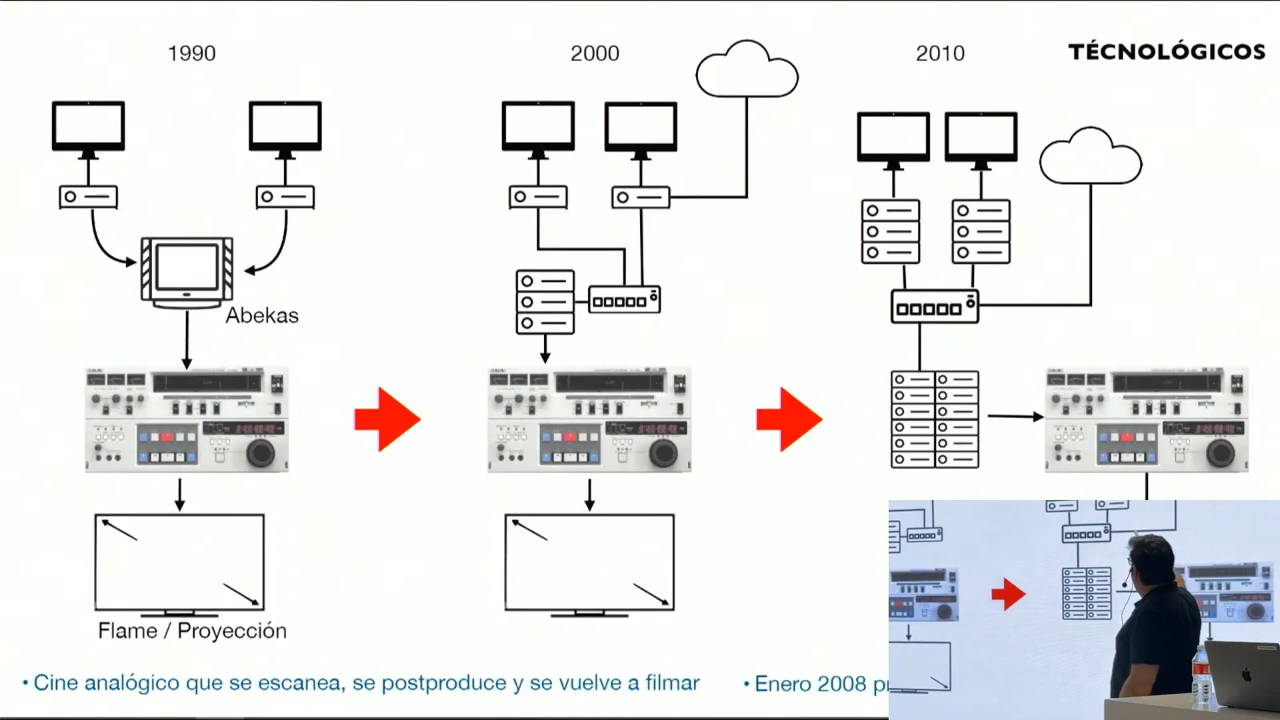 1990
2000
2010
TÉCNOLÓGICOS
Abekas
Flame / Proyección
• Cine analógico que se escanea, se postproduce y se vuelve a filmar
• Enero 2008